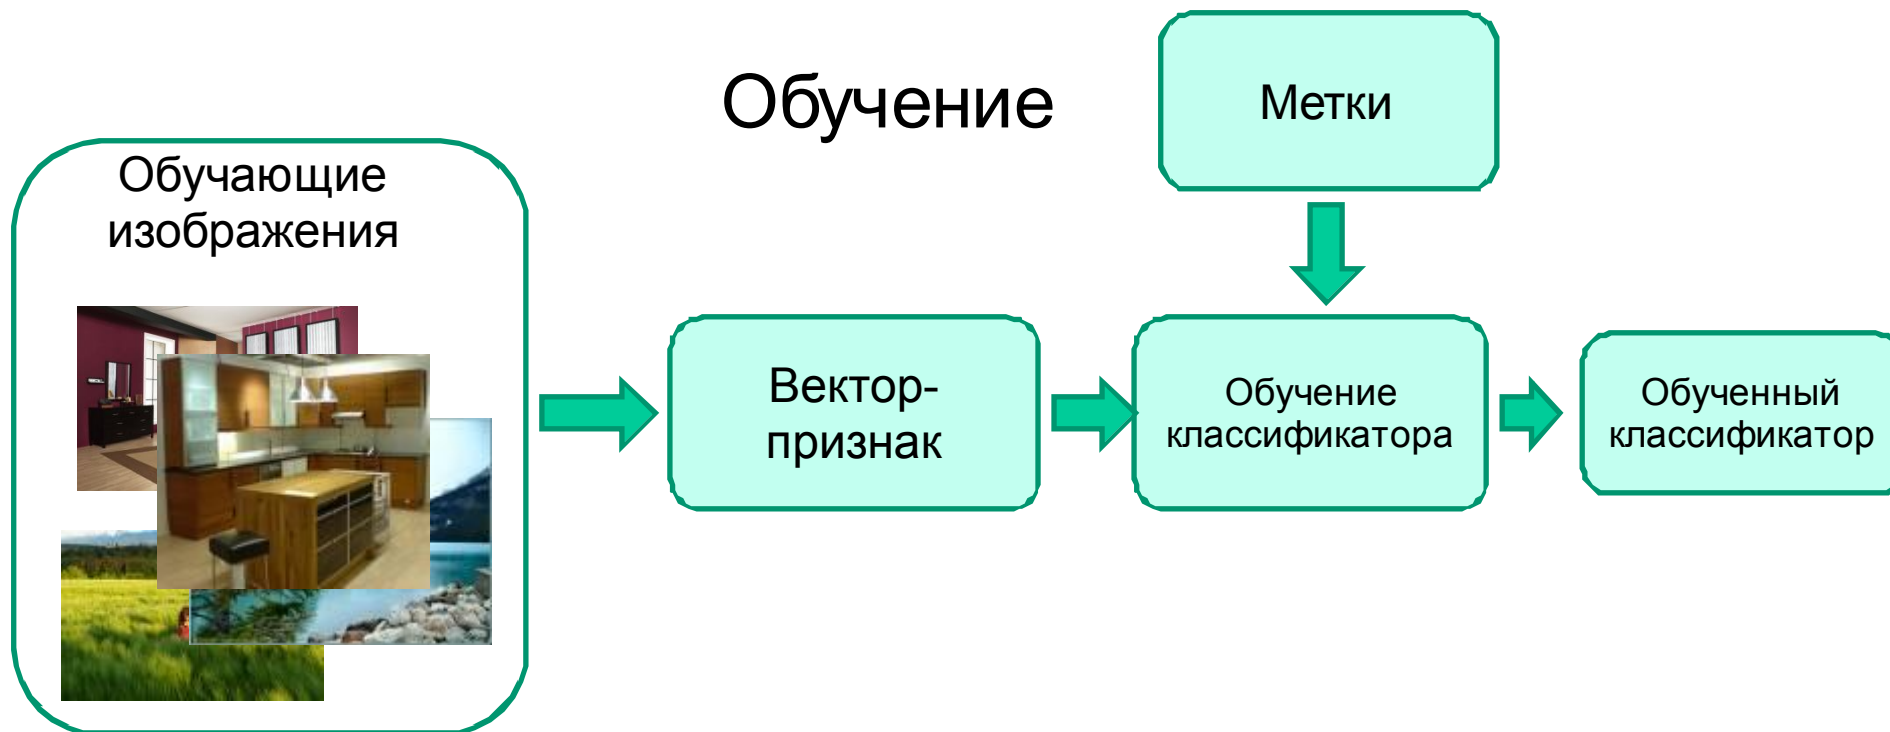 Обучение
Метки
Обучающие
изображения
Вектор-
признак
Обучение
классификатора
Обученный
классификатор